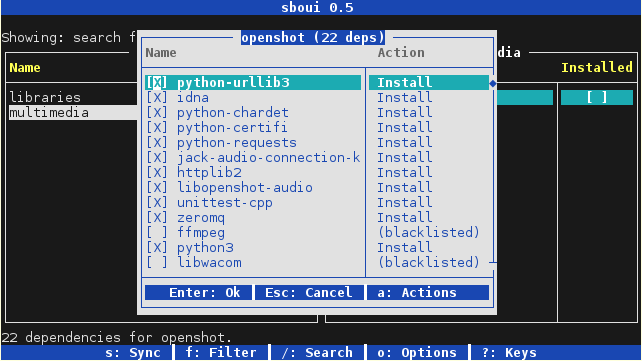 sboui 0.5
Showing: search f
openshot (22 deps)
dia
Name
Name Action
Installed
[X] python-urllib3 Install
libraries
[X] idna Install
[ ]
multimedia
[X] python-chardet Install
[X] python-certifi Install
[X] python-requests Install
[X] jack-audio-connection-k Install
[X] httplib2 Install
[X] libopenshot-audio Install
[X] unittest-cpp Install
[X] zeromq Install
[ ] ffmpeg (blacklisted)
[X] python3 Install
[ ] libwacom (blacklisted)
Enter: Ok Esc: Cancel a: Actions
22 dependencies for openshot.
s: Sync f: Filter /: Search o: Options ?: Keys